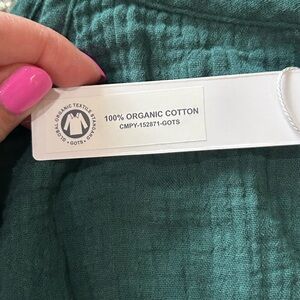 GLOBAL ORGANIC TEXTILE STANDARD
· GOTS ·
100% ORGANIC COTTON
CMPY-152871-GOTS